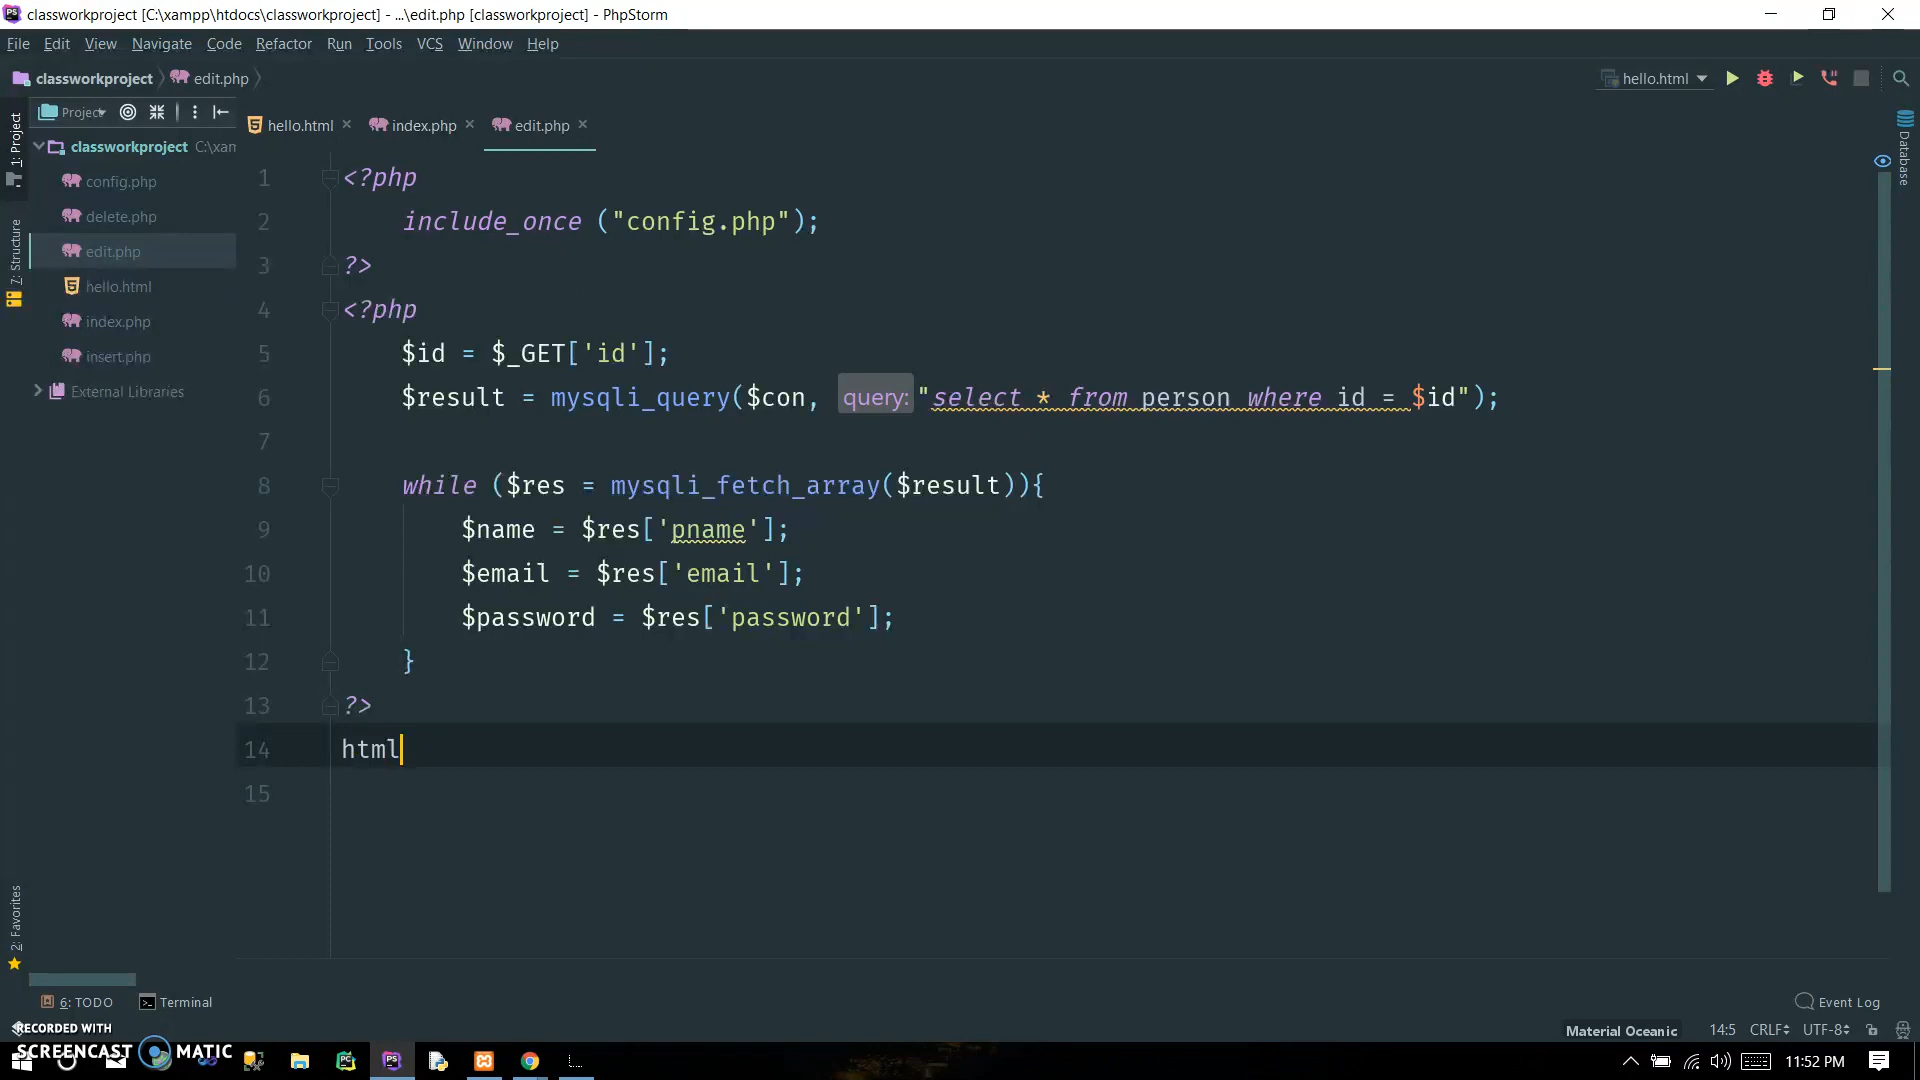 classworkproject [C:\xampp\htdocs\classworkproject] - ...\edit.php [classworkproject] - PhpStorm
File Edit View Navigate Code Refactor Run Tools VCS Window Help
classworkproject edit.php hello.html
Project hello.html index.php edit.php
1: Project
7: Structure
2: Favorites
Database
classworkproject C:\xam
config.php
delete.php
edit.php
hello.html
index.php
insert.php
External Libraries
1 <?php
2 include_once ("config.php");
3 ?>
4 <?php
5 $id = $_GET['id'];
6 $result = mysqli_query($con, query: "select * from person where id = $id");
7
8 while ($res = mysqli_fetch_array($result)){
9 $name = $res['pname'];
10 $email = $res['email'];
11 $password = $res['password'];
12 }
13 ?>
14 html
15
6: TODO Terminal Event Log
Material Oceanic 14:5 CRLF UTF-8
RECORDED WITH
SCREENCAST MATIC
PC PS
11:52 PM